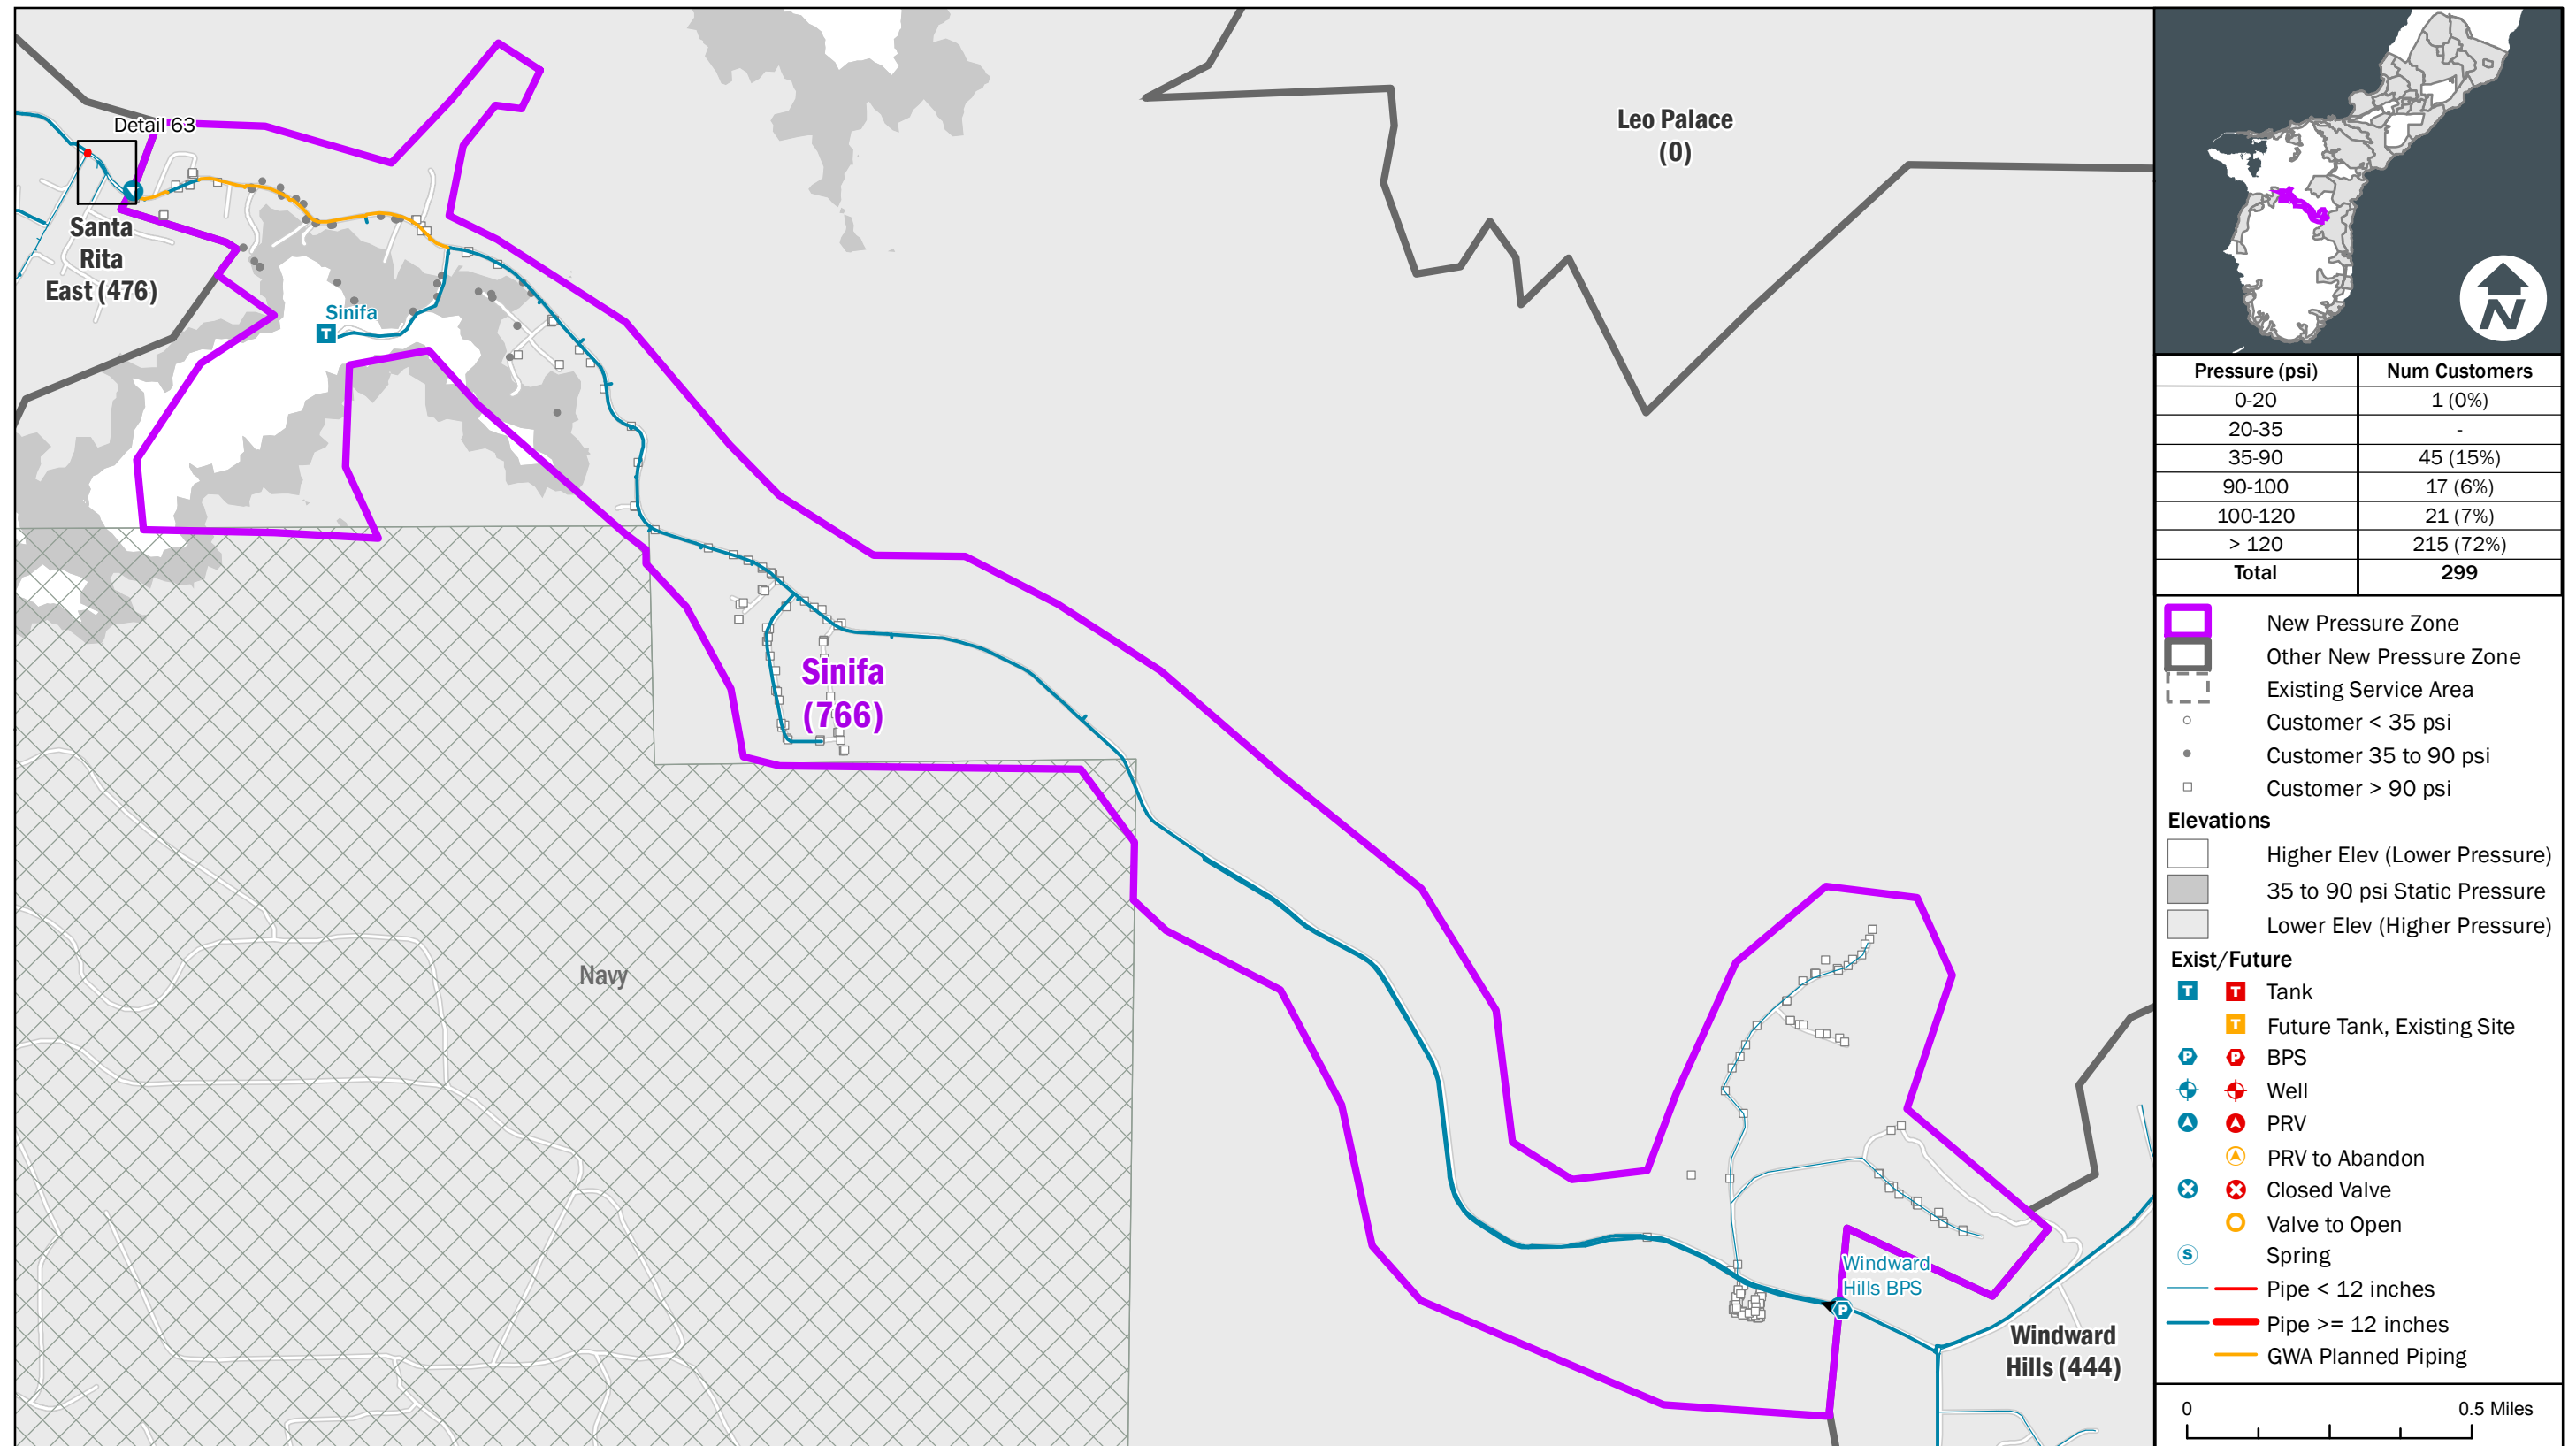 Detail 63
Santa
Rita
East (476)
Sinifa
T
Leo Palace
(0)
Sinifa
(766)
Navy
Windward
Hills BPS
P
Windward
Hills (444)
N
Pressure (psi) Num Customers
0-20 1 (0%)
20-35 -
35-90 45 (15%)
90-100 17 (6%)
100-120 21 (7%)
> 120 215 (72%)
Total 299
New Pressure Zone
Other New Pressure Zone
Existing Service Area
Customer < 35 psi
Customer 35 to 90 psi
Customer > 90 psi
Elevations
Higher Elev (Lower Pressure)
35 to 90 psi Static Pressure
Lower Elev (Higher Pressure)
Exist/Future
T T Tank
T Future Tank, Existing Site
P P BPS
Well
PRV
PRV to Abandon
Closed Valve
Valve to Open
S Spring
Pipe < 12 inches
Pipe >= 12 inches
GWA Planned Piping
0 0.5 Miles